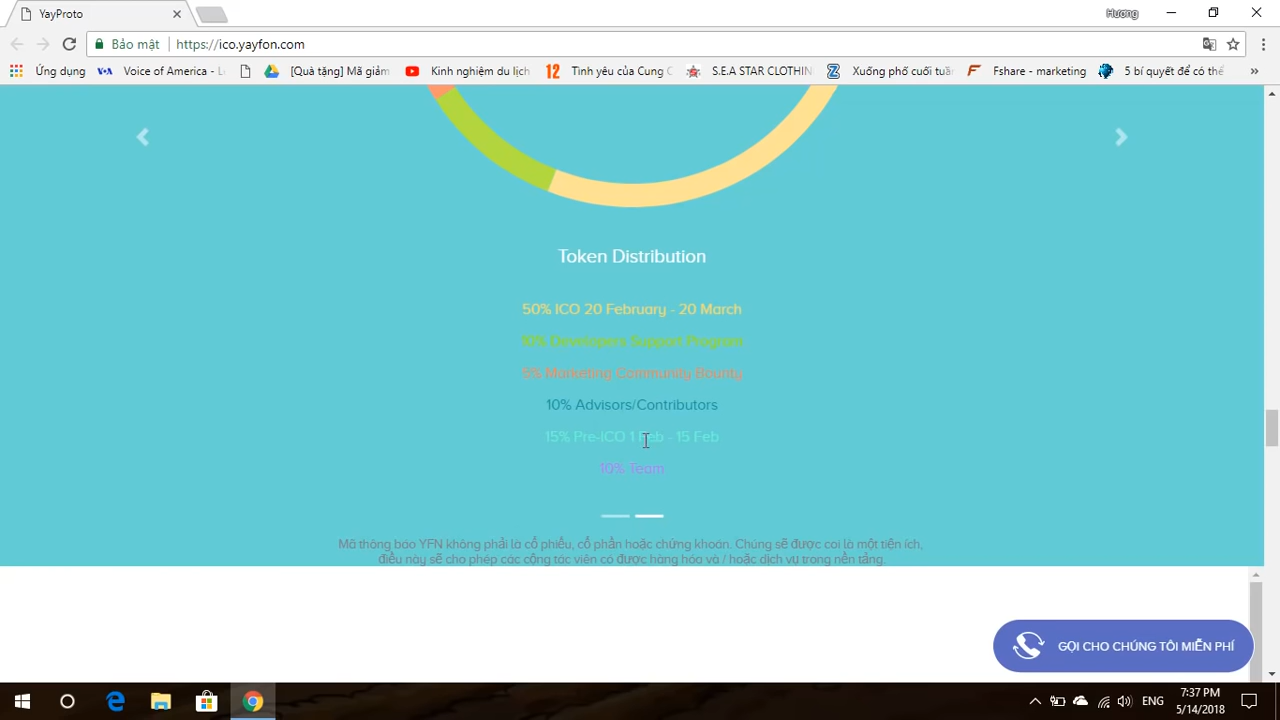 YayProto
Hương
Bảo mật
https://ico.yayfon.com
Ứng dụng
Voice of America - L
[Quà tặng] Mã giảm
Kinh nghiệm du lịch
12
Tình yêu của Cung C
S.E.A STAR CLOTHIN
Xuống phố cuối tuần
Fshare - marketing
5 bí quyết để có thể
Token Distribution
50% ICO 20 February - 20 March
Developers Support Program
5% Marketing Community Bounty
10% Advisors/Contributors
15% Pre-ICO 1 Feb - 15 Feb
10% Team
Mã thông báo YFN không phải là cổ phiếu, cổ phần hoặc chứng khoán. Chúng sẽ được coi là một tiện ích,
điều này sẽ cho phép các cộng tác viên có được hàng hóa và / hoặc dịch vụ trong nền tảng.
GỌI CHO CHÚNG TÔI MIỄN PHÍ
ENG
7:37 PM
5/14/2018